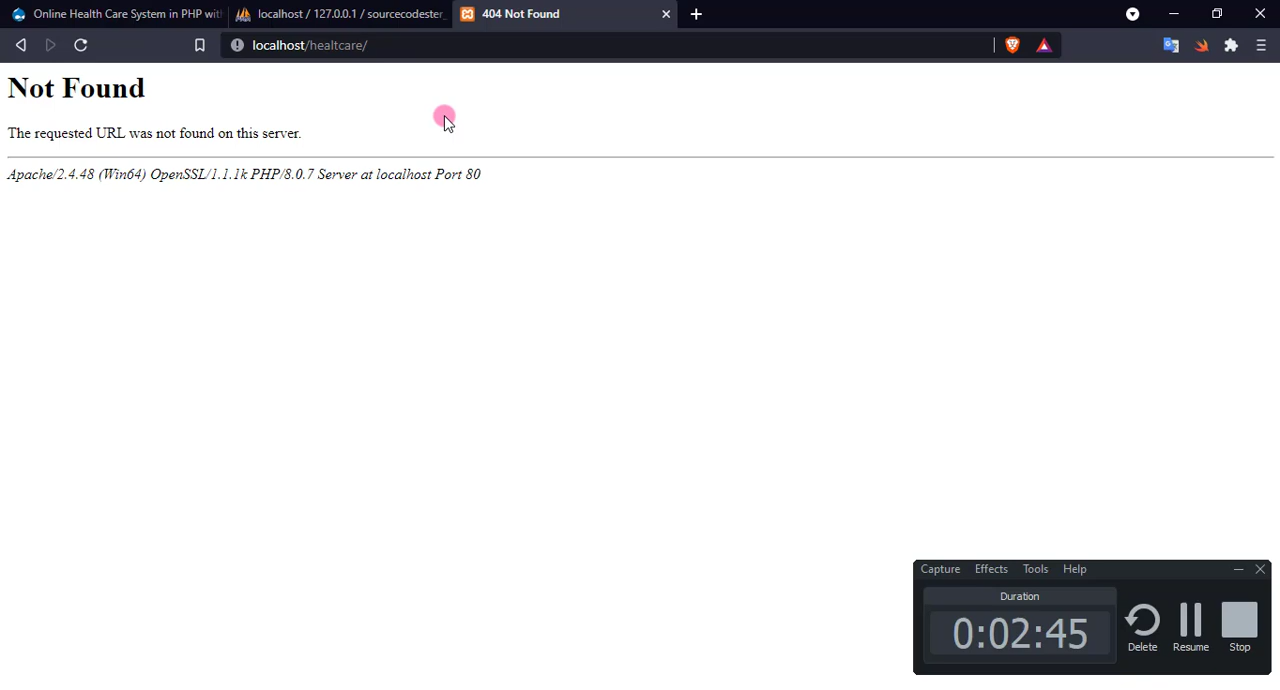 Online Health Care System in PHP wit
localhost / 127.0.0.1 / sourcecodester_
404 Not Found
localhost/healtcare/
Not Found
The requested URL was not found on this server.
Apache/2.4.48 (Win64) OpenSSL/1.1.1k PHP/8.0.7 Server at localhost Port 80
Capture Effects Tools Help
Duration
0:02:45
Delete Resume Stop